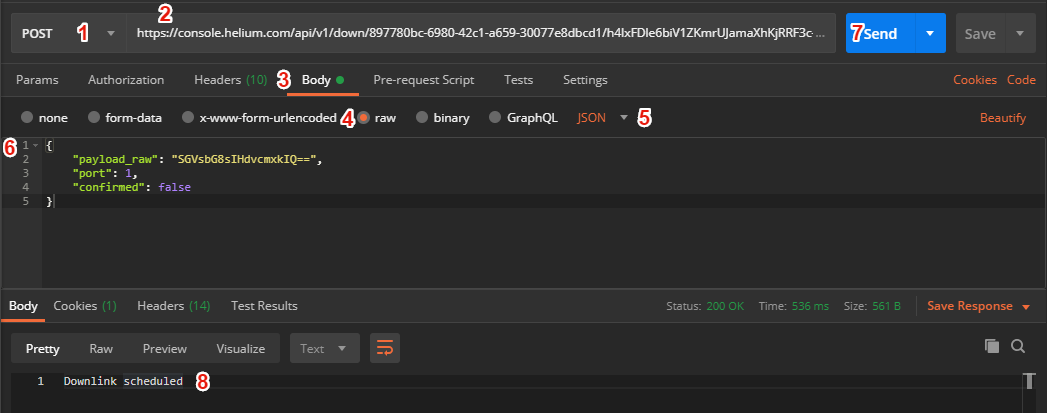 2
POST 1 https://console.helium.com/api/v1/down/897780bc-6980-42c1-a659-30077e8dbcd1/h4lxFDle6biV1ZKmrUJamaXhKjRRF3c- ... 7 Send Save
Params Authorization Headers (10) 3 Body Pre-request Script Tests Settings Cookies Code
none form-data x-www-form-urlencoded 4 raw binary GraphQL JSON 5 Beautify
6 1 {
2 "payload_raw": "SGVsbG8sIHdvcmxkIQ==",
3 "port": 1,
4 "confirmed": false
5 }
Body Cookies (1) Headers (14) Test Results Status: 200 OK Time: 536 ms Size: 561 B Save Response
Pretty Raw Preview Visualize Text
1 Downlink scheduled 8